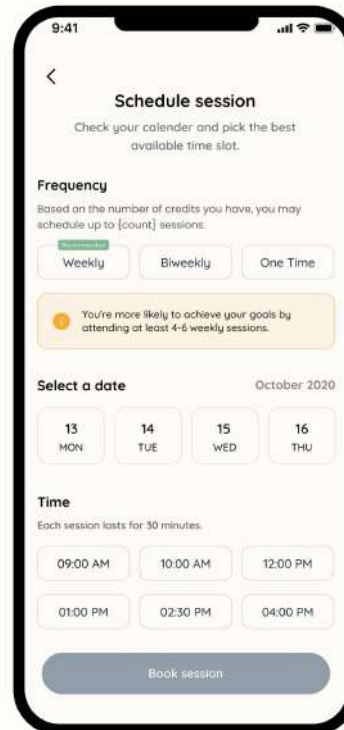 9:41
Schedule session
Check your calender and pick the best
available time slot.
Frequency
Based on the number of credits you have, you may
schedule up to {count} sessions.
Recommended
Weekly
Biweekly
One Time
You're more likely to achieve your goals by
attending at least 4-6 weekly sessions.
Select a date
October 2020
13
MON
14
TUE
15
WED
16
THU
Time
Each session lasts for 30 minutes.
09:00 AM
10:00 AM
12:00 PM
01:00 PM
02:30 PM
04:00 PM
Book session